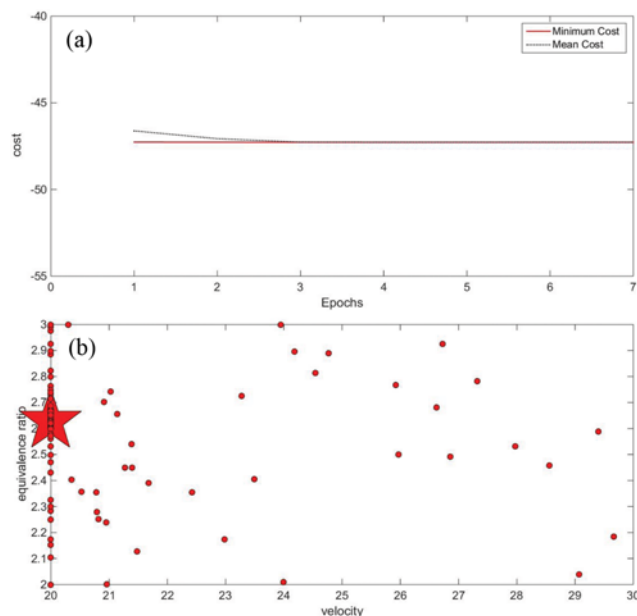 (a)
Minimum Cost
Mean Cost
-40
-45
-50
-55
cost
0 1 2 3 4 5 6 7
Epochs
(b)
3
2.9
2.8
2.7
2.6
2.5
2.4
2.3
2.2
2.1
2
equivalence ratio
20 21 22 23 24 25 26 27 28 29 30
velocity